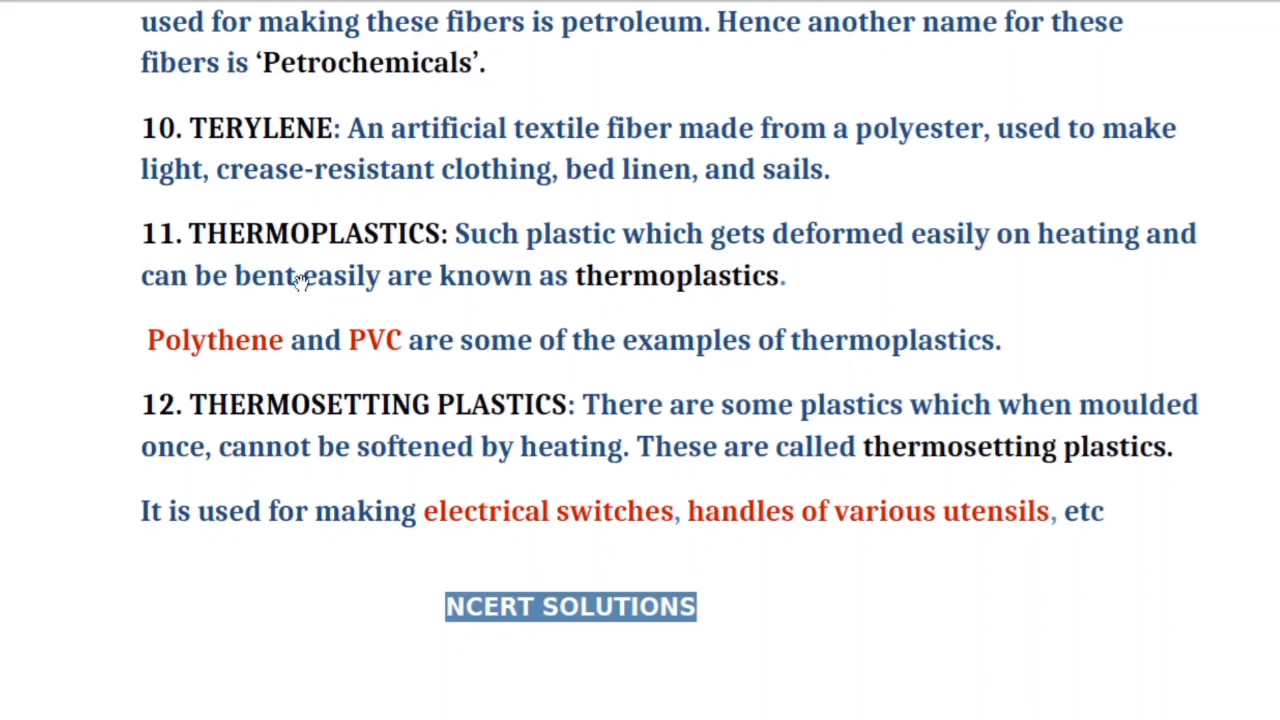 used for making these fibers is petroleum. Hence another name for these
fibers is ‘Petrochemicals’.
10. TERYLENE: An artificial textile fiber made from a polyester, used to make
light, crease-resistant clothing, bed linen, and sails.
11. THERMOPLASTICS: Such plastic which gets deformed easily on heating and
can be bent easily are known as thermoplastics.
Polythene and PVC are some of the examples of thermoplastics.
12. THERMOSETTING PLASTICS: There are some plastics which when moulded
once, cannot be softened by heating. These are called thermosetting plastics.
It is used for making electrical switches, handles of various utensils, etc
NCERT SOLUTIONS